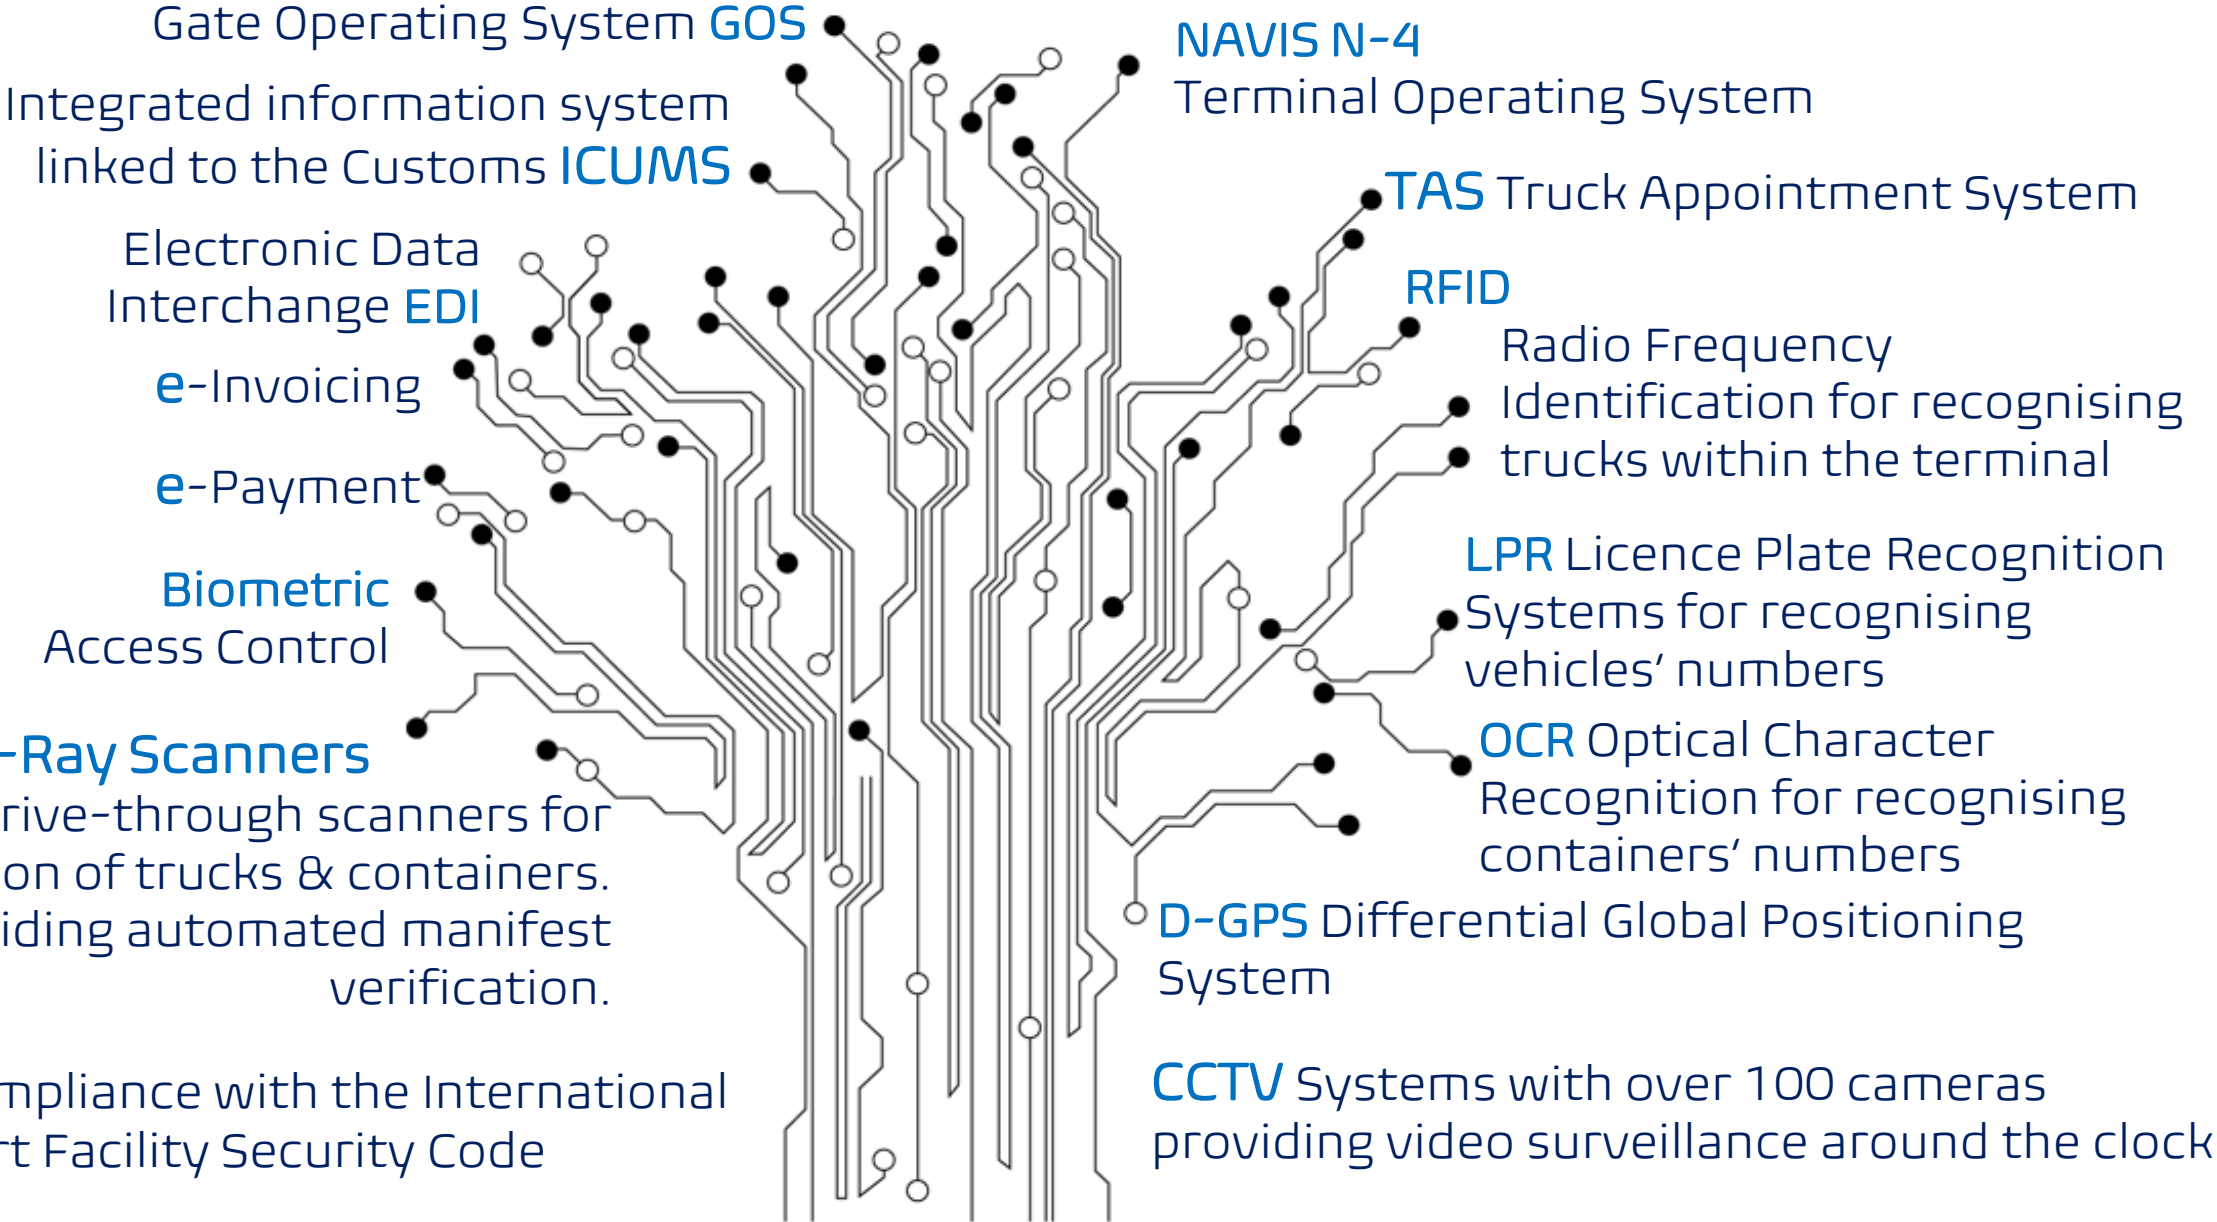 Gate Operating System GOS
Integrated information system
linked to the Customs ICUMS
Electronic Data
Interchange EDI
e-Invoicing
e-Payment
Biometric
Access Control
-Ray Scanners
rive-through scanners for
on of trucks & containers.
iding automated manifest
verification.
mpliance with the International
rt Facility Security Code
NAVIS N-4
Terminal Operating System
TAS Truck Appointment System
RFID
Radio Frequency
Identification for recognising
trucks within the terminal
LPR Licence Plate Recognition
Systems for recognising
vehicles' numbers
OCR Optical Character
Recognition for recognising
containers' numbers
D-GPS Differential Global Positioning
System
CCTV Systems with over 100 cameras
providing video surveillance around the clock